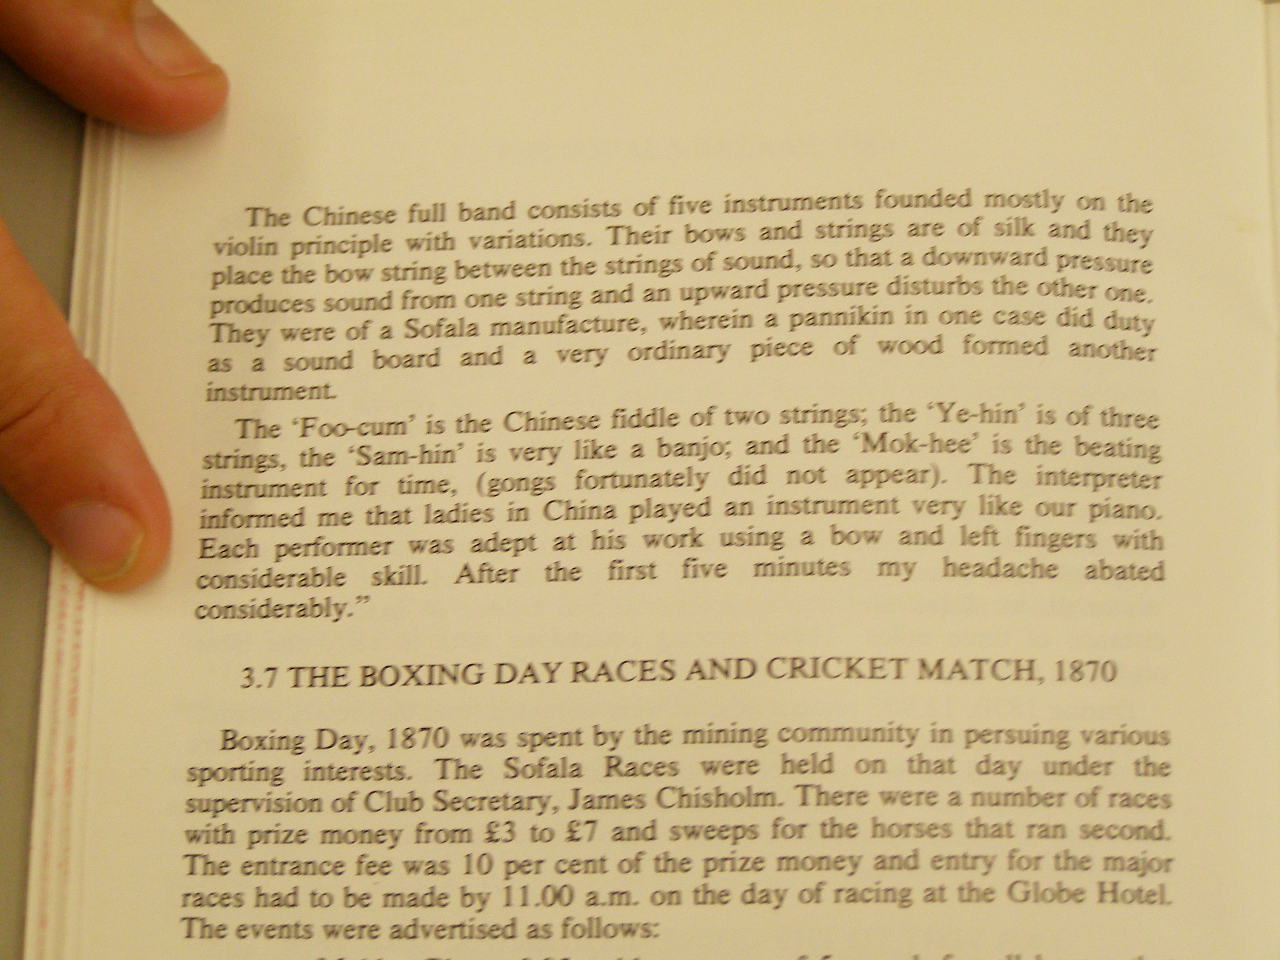 The Chinese full band consists of five instruments founded mostly on the
violin principle with variations. Their bows and strings are of silk and they
place the bow string between the strings of sound, so that a downward pressure
produces sound from one string and an upward pressure disturbs the other one.
They were of a Sofala manufacture, wherein a pannikin in one case did duty
as a sound board and a very ordinary piece of wood formed another
instrument.
The ‘Foo-cum’ is the Chinese fiddle of two strings; the ‘Ye-hin’ is of three
strings, the ‘Sam-hin’ is very like a banjo; and the ‘Mok-hee’ is the beating
instrument for time, (gongs fortunately did not appear). The interpreter
informed me that ladies in China played an instrument very like our piano.
Each performer was adept at his work using a bow and left fingers with
considerable skill. After the first five minutes my headache abated
considerably.”
3.7 THE BOXING DAY RACES AND CRICKET MATCH, 1870
Boxing Day, 1870 was spent by the mining community in persuing various
sporting interests. The Sofala Races were held on that day under the
supervision of Club Secretary, James Chisholm. There were a number of races
with prize money from £3 to £7 and sweeps for the horses that ran second.
The entrance fee was 10 per cent of the prize money and entry for the major
races had to be made by 11.00 a.m. on the day of racing at the Globe Hotel.
The events were advertised as follows: